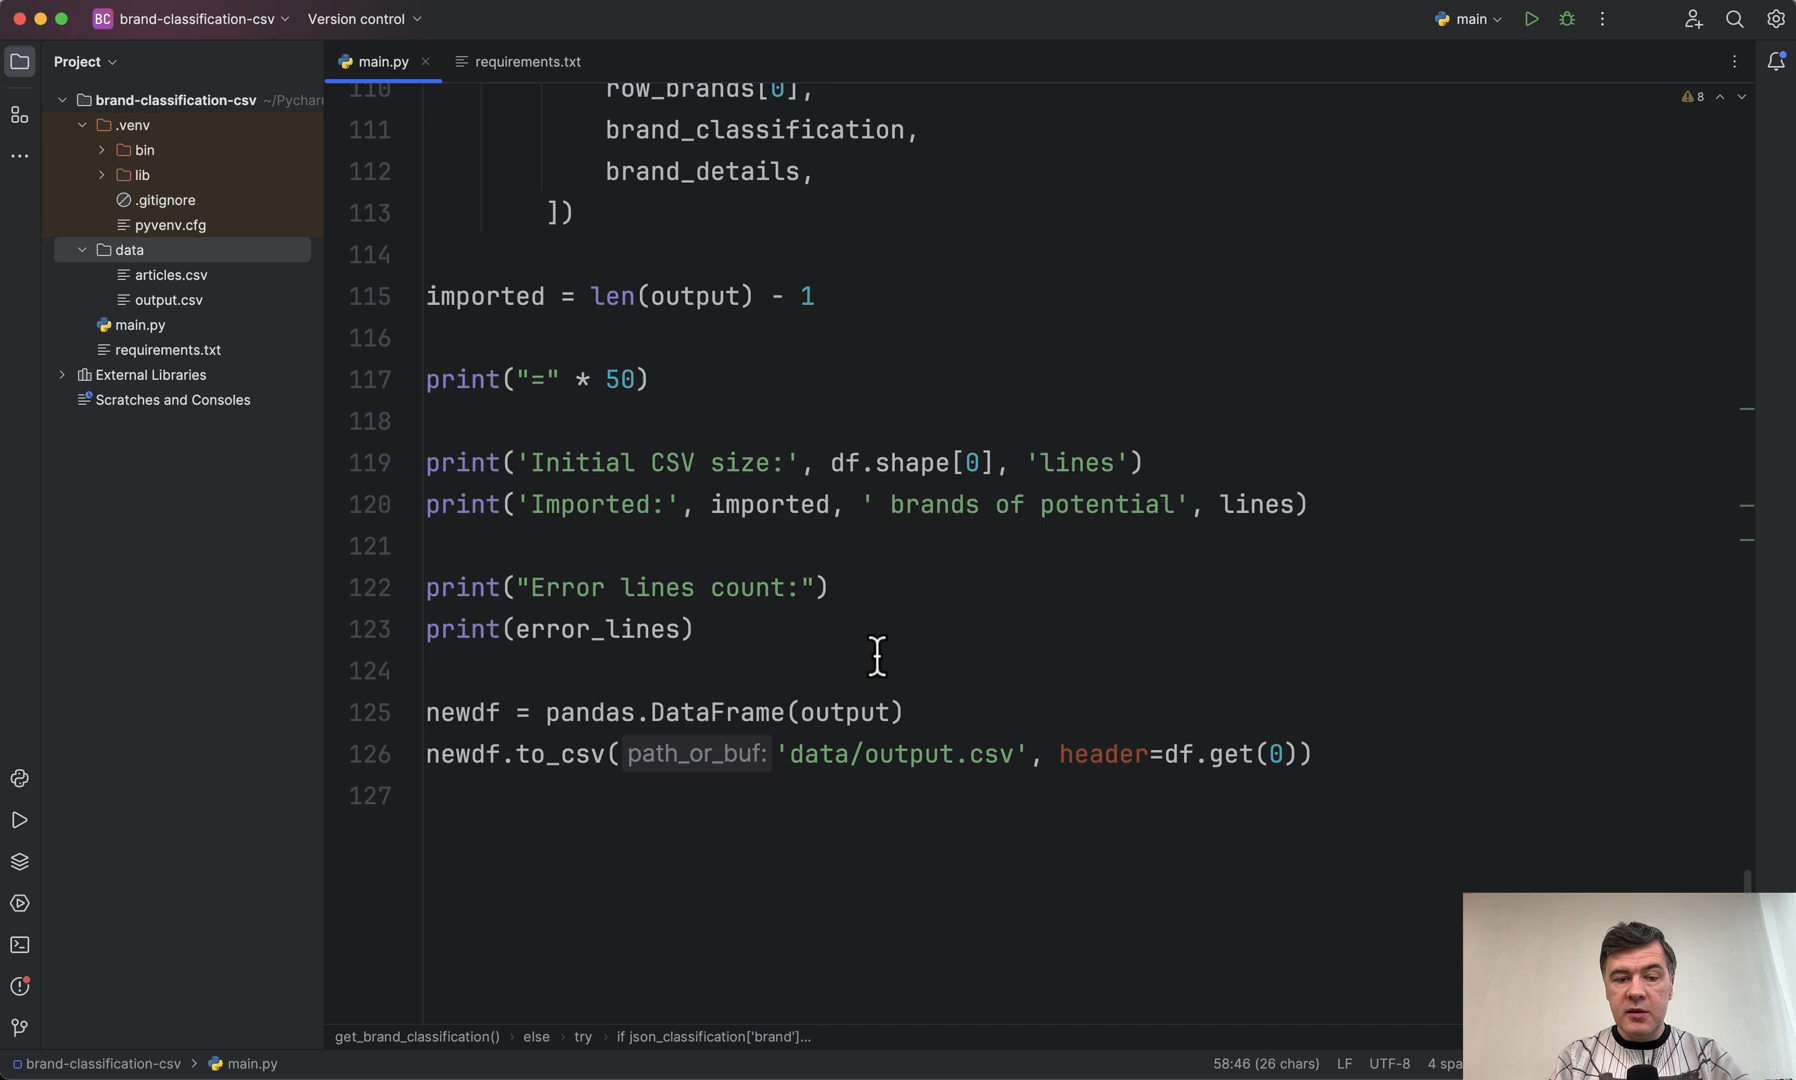 BC brand-classification-csv Version control main
Project main.py requirements.txt
brand-classification-csv ~/Pycharr
.venv
bin
lib
.gitignore
pyvenv.cfg
data
articles.csv
output.csv
main.py
requirements.txt
External Libraries
Scratches and Consoles
8
110 row_brands[0],
111 brand_classification,
112 brand_details,
113 ])
114
115 imported = len(output) - 1
116
117 print("=" * 50)
118
119 print('Initial CSV size:', df.shape[0], 'lines')
120 print('Imported:', imported, ' brands of potential', lines)
121
122 print("Error lines count:")
123 print(error_lines)
124
125 newdf = pandas.DataFrame(output)
126 newdf.to_csv( path_or_buf: 'data/output.csv', header=df.get(0))
127
get_brand_classification() › else › try › if json_classification['brand']...
brand-classification-csv › main.py 58:46 (26 chars) LF UTF-8 4 spa